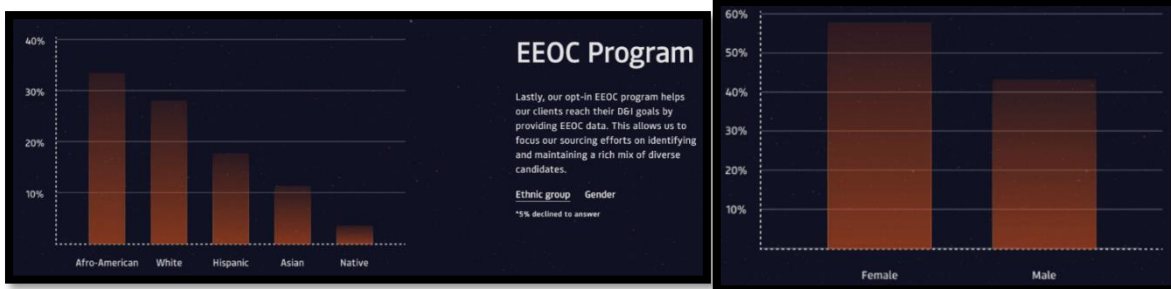 40%
30%
20%
10%
Afro-American White Hispanic Asian Native
EEOC Program
Lastly, our opt-in EEOC program helps
our clients reach their D&I goals by
providing EEOC data. This allows us to
focus our sourcing efforts on identifying
and maintaining a rich mix of diverse
candidates.
Ethnic group Gender
*5% declined to answer
60%
50%
40%
30%
20%
10%
Female Male